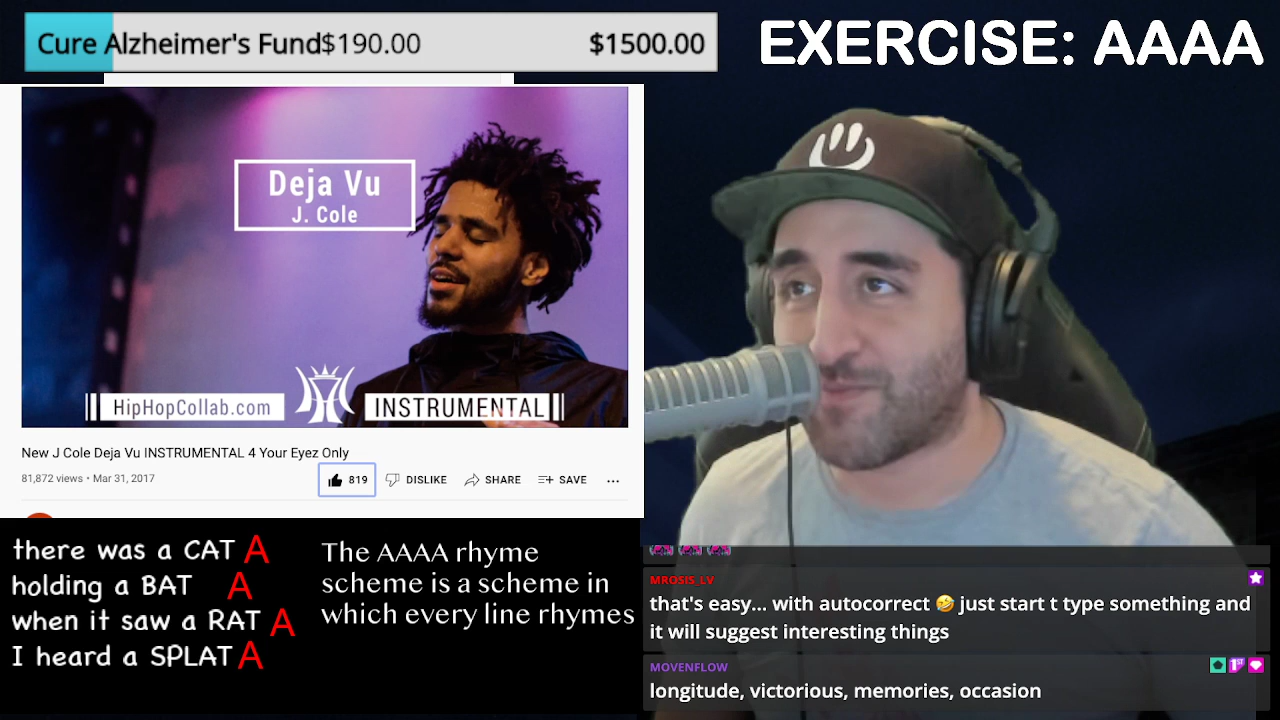 Cure Alzheimer's Fund$190.00 $1500.00
EXERCISE: AAAA
Deja Vu
J. Cole
HipHopCollab.com
INSTRUMENTAL
New J Cole Deja Vu INSTRUMENTAL 4 Your Eyez Only
81,872 views • Mar 31, 2017
819 DISLIKE SHARE SAVE ...
there was a CAT A
holding a BAT A
when it saw a RAT A
I heard a SPLAT A
The AAAA rhyme
scheme is a scheme in
which every line rhymes
MROSIS_LV
that's easy... with autocorrect 🤣 just start t type something and
it will suggest interesting things
MOVENFLOW
1ST
longitude, victorious, memories, occasion